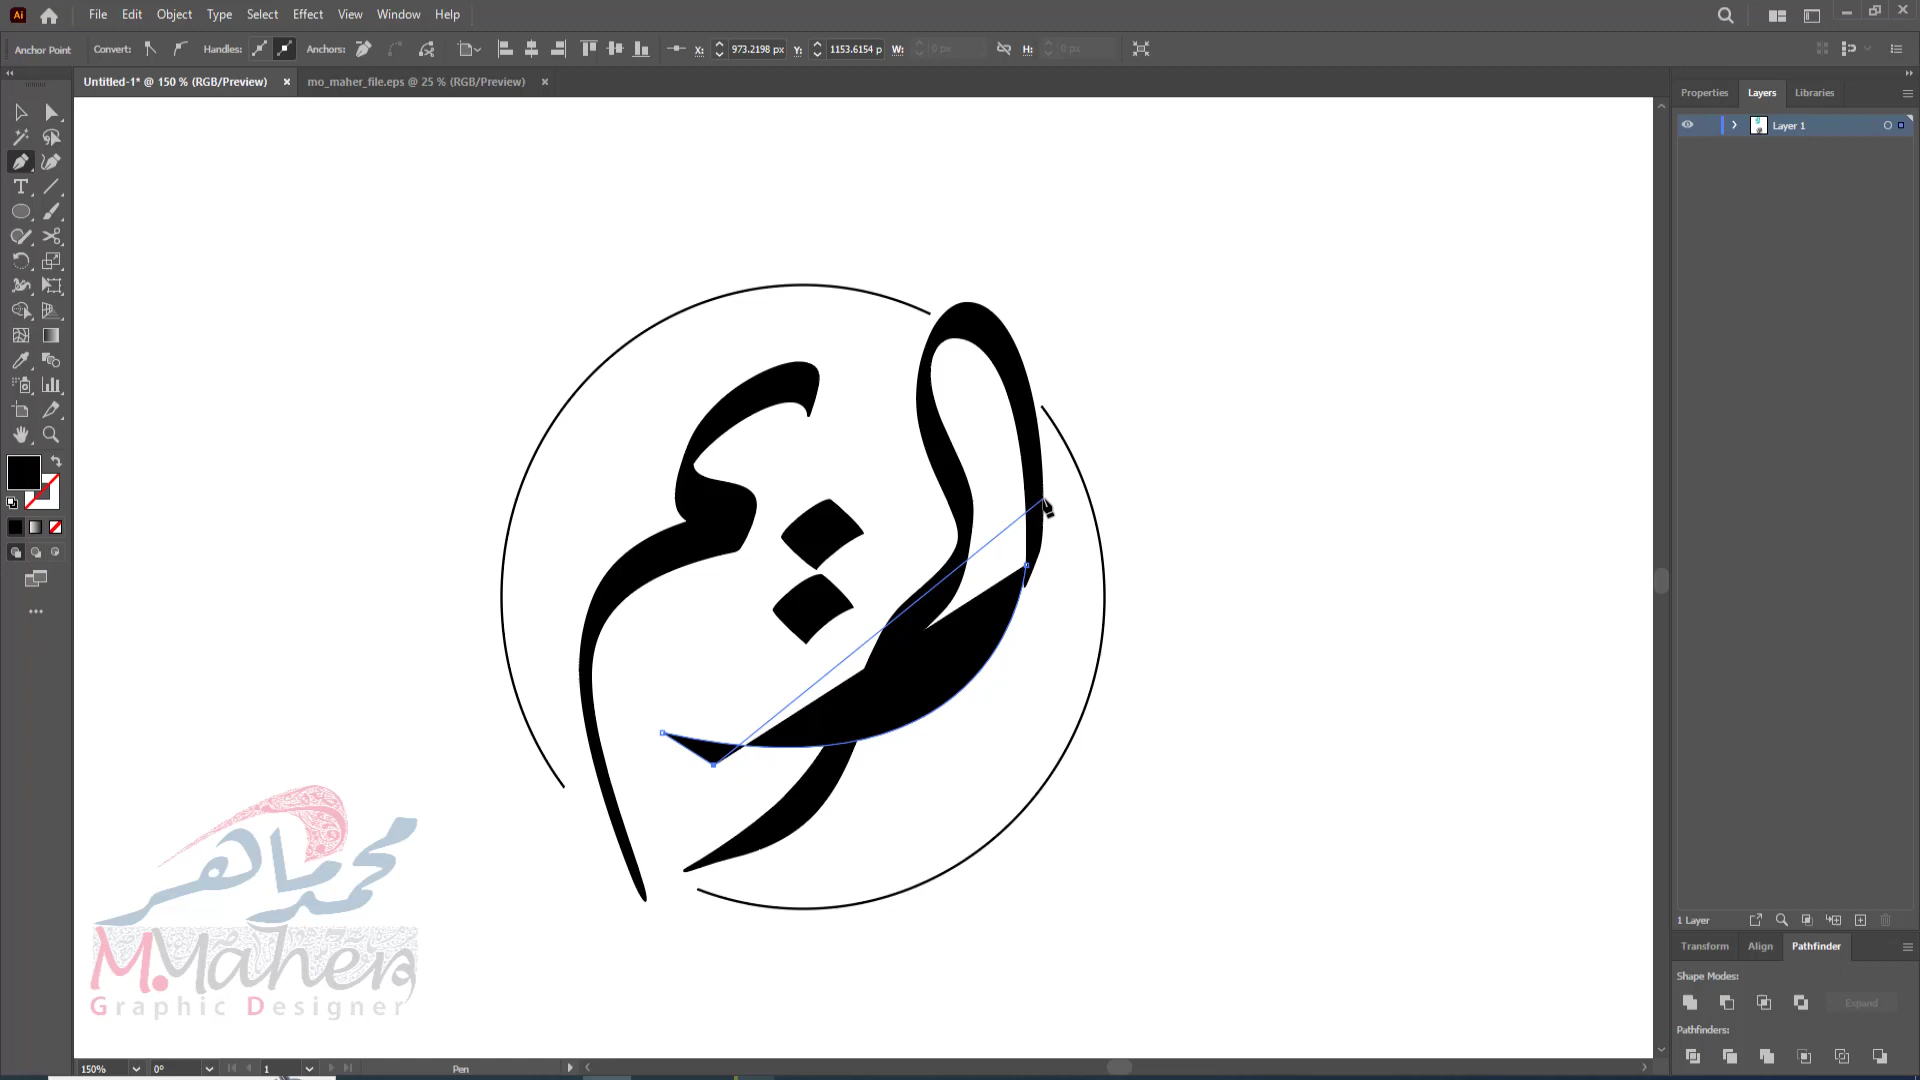 Ai File Edit Object Type Select Effect View Window Help
Anchor Point Convert: Handles: Anchors: X: 973.2198 px Y: 1153.6154 p W: 0 px H: 0 px
Untitled-1* @ 150 % (RGB/Preview) × mo_maher_file.eps @ 25 % (RGB/Preview) ×
Properties Layers Libraries
Layer 1
محمد ماهر
M.Maher
Graphic Designer
1 Layer
Transform Align Pathfinder
Shape Modes:
Expand
Pathfinders:
150% 0° 1 Pen